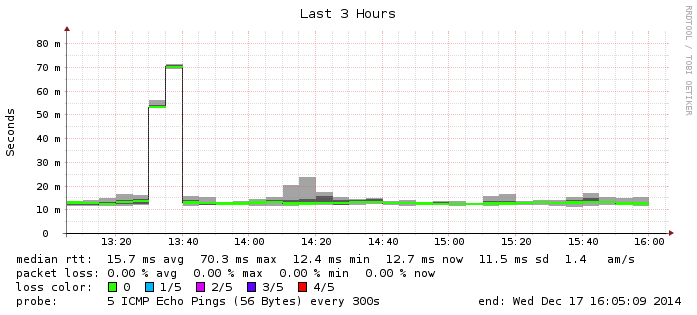 Last 3 Hours
RRDTOOL / TOBI OETIKER
Seconds
80 m
70 m
60 m
50 m
40 m
30 m
20 m
10 m
0
13:20 13:40 14:00 14:20 14:40 15:00 15:20 15:40 16:00
median rtt: 15.7 ms avg 70.3 ms max 12.4 ms min 12.7 ms now 11.5 ms sd 1.4 am/s
packet loss: 0.00 % avg 0.00 % max 0.00 % min 0.00 % now
loss color: 0 1/5 2/5 3/5 4/5
probe: 5 ICMP Echo Pings (56 Bytes) every 300s end: Wed Dec 17 16:05:09 2014